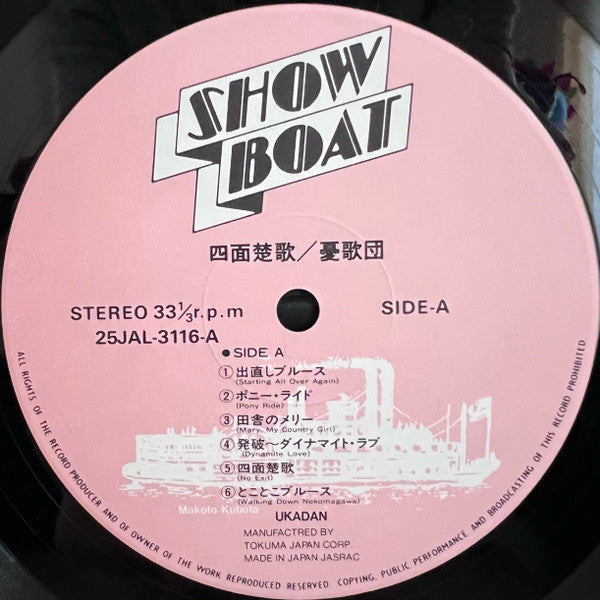 SHOW
BOAT
四面楚歌／憂歌団
STEREO 33⅓r.p.m
SIDE-A
25JAL-3116-A
●SIDE A
①出直しブルース
(Starting All Over Again)
②ポニー・ライド
(Pony Ride)
③田舎のメリー
(Mary, My Country Girl)
④発破〜ダイナマイト・ラブ
(Dynamite Love)
⑤四面楚歌
(No Exit)
⑥とことこブルース
(Walking Down Nekomagawa)
Makoto Kubota
UKADAN
MANUFACTRED BY
TOKUMA JAPAN CORP.
MADE IN JAPAN JASRAC
ALL RIGHTS OF THE RECORD PRODUCER AND OF OWNER OF THE WORK REPRODUCED RESERVED. COPYING, PUBLIC PERFORMANCE AND BROADCASTING OF THIS RECORD PROHIBITED.